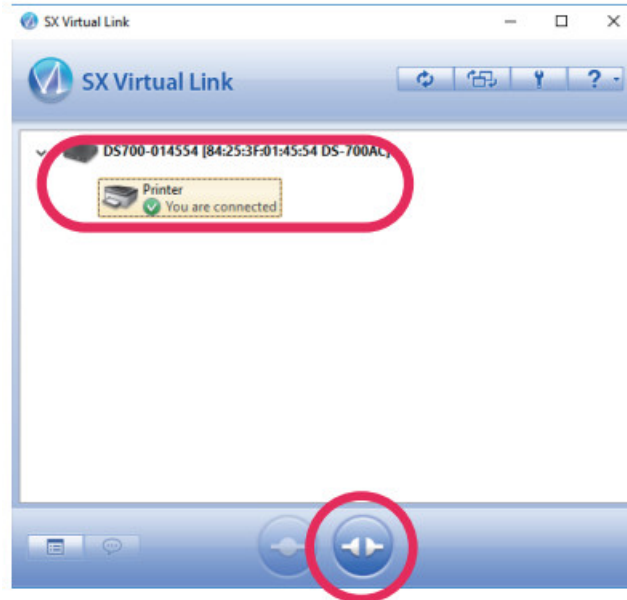 SX Virtual Link
SX Virtual Link
?
DS700-014554 [84:25:3F:01:45:54 DS-700AC]
Printer
You are connected